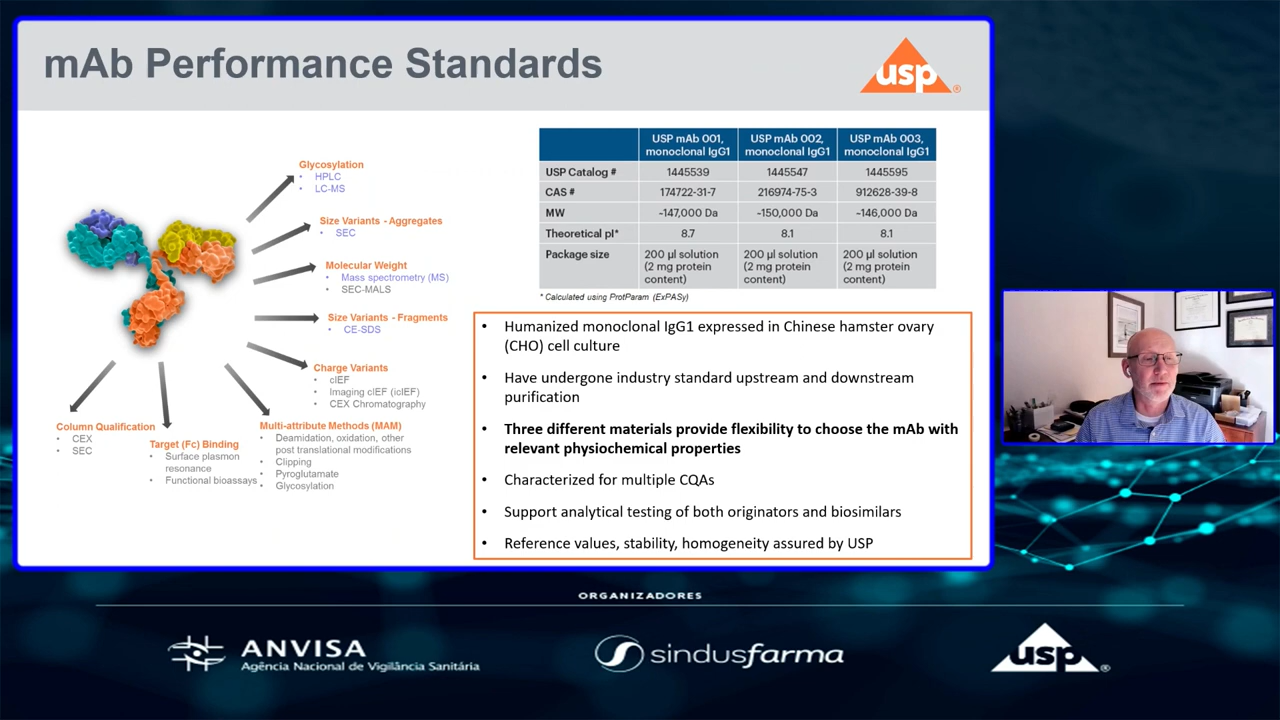 mAb Performance Standards
usp®
Glycosylation
• HPLC
• LC-MS
Size Variants - Aggregates
• SEC
Molecular Weight
• Mass spectrometry (MS)
• SEC-MALS
Size Variants - Fragments
• CE-SDS
Charge Variants
• cIEF
• Imaging cIEF (icIEF)
• CEX Chromatography
Multi-attribute Methods (MAM)
• Deamidation, oxidation, other
post translational modifications
• Clipping
• Pyroglutamate
• Glycosylation
Target (Fc) Binding
• Surface plasmon
resonance
• Functional bioassays
Column Qualification
• CEX
• SEC
USP mAb 001, monoclonal IgG1 USP mAb 002, monoclonal IgG1 USP mAb 003, monoclonal IgG1
USP Catalog # 1445539 1445547 1445595
CAS # 174722-31-7 216974-75-3 912628-39-8
MW ~147,000 Da ~150,000 Da ~146,000 Da
Theoretical pI* 8.7 8.1 8.1
Package size 200 µl solution (2 mg protein content) 200 µl solution (2 mg protein content) 200 µl solution (2 mg protein content)
* Calculated using ProtParam (ExPASy)
• Humanized monoclonal IgG1 expressed in Chinese hamster ovary
(CHO) cell culture
• Have undergone industry standard upstream and downstream
purification
• Three different materials provide flexibility to choose the mAb with
relevant physiochemical properties
• Characterized for multiple CQAs
• Support analytical testing of both originators and biosimilars
• Reference values, stability, homogeneity assured by USP
ORGANIZADORES
ANVISA
Agência Nacional de Vigilância Sanitária
sindusfarma
usp®